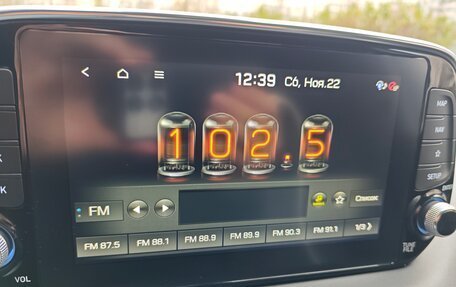 12:39 Сб, Ноя.22
102.5
FM
Список
FM 87.5 FM 88.1 FM 88.9 FM 89.9 FM 90.3 FM 91.1 1/3
MAP
NAV
SETUP
VOL
TUNE
FILE